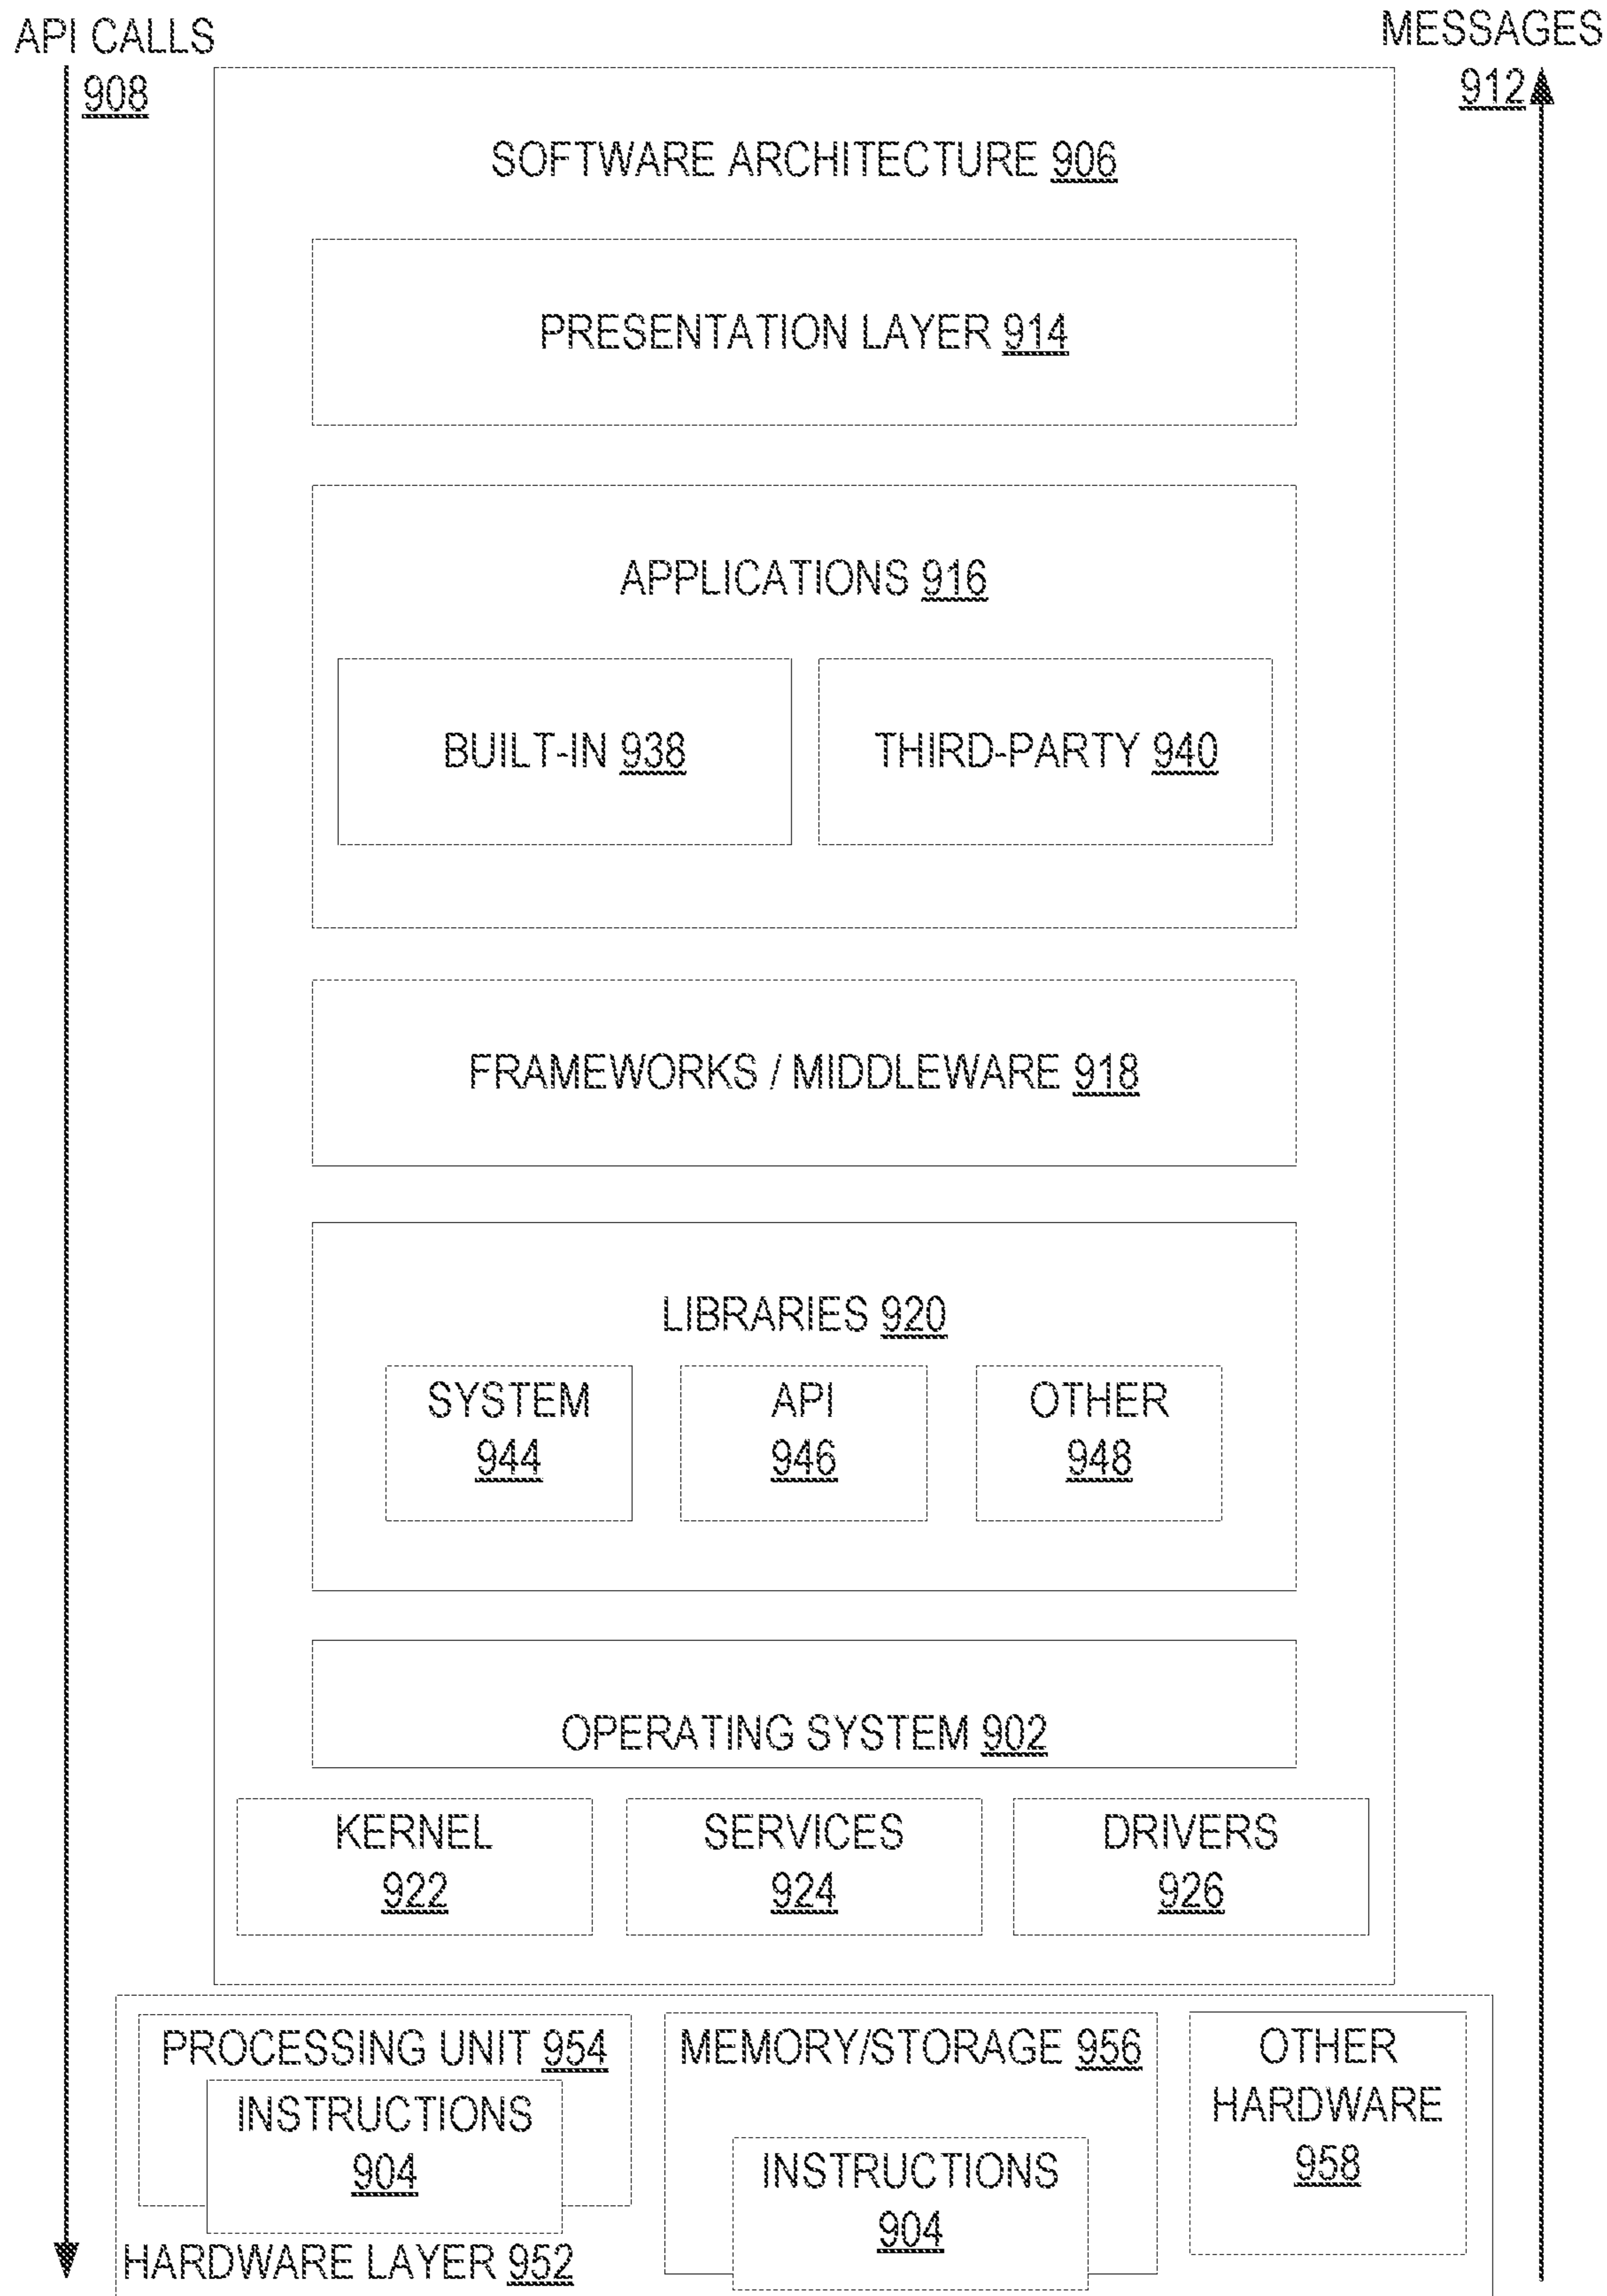 API CALLS
908
MESSAGES
912
SOFTWARE ARCHITECTURE 906
PRESENTATION LAYER 914
APPLICATIONS 916
BUILT-IN 938
THIRD-PARTY 940
FRAMEWORKS / MIDDLEWARE 918
LIBRARIES 920
SYSTEM
944
API
946
OTHER
948
OPERATING SYSTEM 902
KERNEL
922
SERVICES
924
DRIVERS
926
PROCESSING UNIT 954
INSTRUCTIONS
904
MEMORY/STORAGE 956
INSTRUCTIONS
904
OTHER
HARDWARE
958
HARDWARE LAYER 952